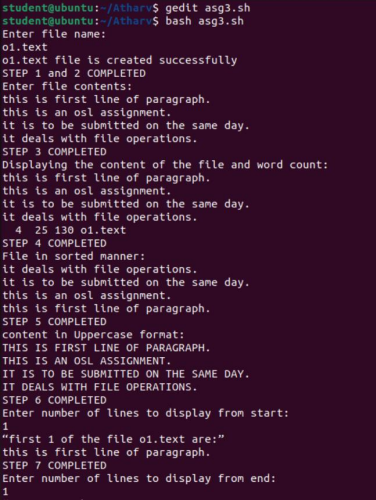 student@ubuntu:~/Atharv$ gedit asg3.sh
student@ubuntu:~/Atharv$ bash asg3.sh
Enter file name:
o1.text
o1.text file is created successfully
STEP 1 and 2 COMPLETED
Enter file contents:
this is first line of paragraph.
this is an osl assignment.
it is to be submitted on the same day.
it deals with file operations.
STEP 3 COMPLETED
Displaying the content of the file and word count:
this is first line of paragraph.
this is an osl assignment.
it is to be submitted on the same day.
it deals with file operations.
4 25 130 o1.text
STEP 4 COMPLETED
File in sorted manner:
it deals with file operations.
it is to be submitted on the same day.
this is an osl assignment.
this is first line of paragraph.
STEP 5 COMPLETED
content in Uppercase format:
THIS IS FIRST LINE OF PARAGRAPH.
THIS IS AN OSL ASSIGNMENT.
IT IS TO BE SUBMITTED ON THE SAME DAY.
IT DEALS WITH FILE OPERATIONS.
STEP 6 COMPLETED
Enter number of lines to display from start:
1
“first 1 of the file o1.text are:”
this is first line of paragraph.
STEP 7 COMPLETED
Enter number of lines to display from end:
1